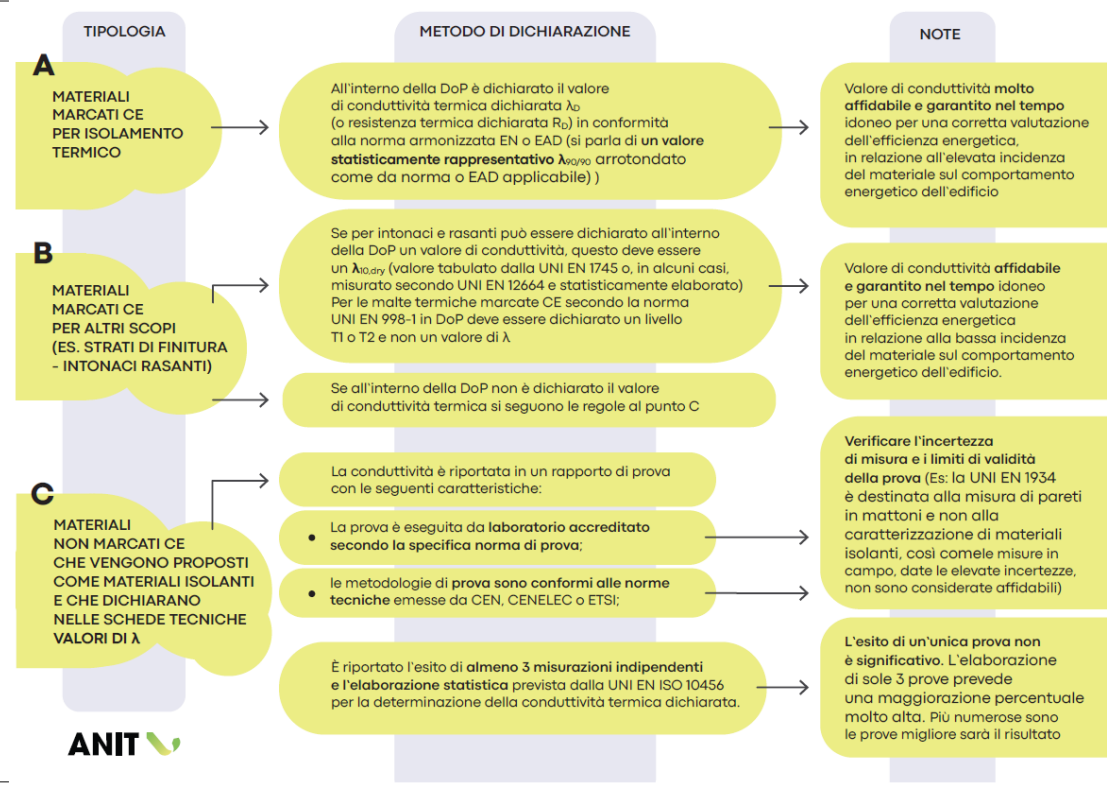 TIPOLOGIA
METODO DI DICHIARAZIONE
NOTE
A
MATERIALI
MARCATI CE
PER ISOLAMENTO
TERMICO
All'interno della DoP è dichiarato il valore
di conduttività termica dichiarata λD
(o resistenza termica dichiarata RD) in conformità
alla norma armonizzata EN o EAD (si parla di un valore
statisticamente rappresentativo λ90/90 arrotondato
come da norma o EAD applicabile) )
Valore di conduttività molto
affidabile e garantito nel tempo
idoneo per una corretta valutazione
dell'efficienza energetica,
in relazione all'elevata incidenza
del materiale sul comportamento
energetico dell'edificio
B
MATERIALI
MARCATI CE
PER ALTRI SCOPI
(ES. STRATI DI FINITURA
- INTONACI RASANTI)
Se per intonaci e rasanti può essere dichiarato all'interno
della DoP un valore di conduttività, questo deve essere
un λ10,dry (valore tabulato dalla UNI EN 1745 o, in alcuni casi,
misurato secondo UNI EN 12664 e statisticamente elaborato)
Per le malte termiche marcate CE secondo la norma
UNI EN 998-1 in DoP deve essere dichiarato un livello
T1 o T2 e non un valore di λ
Valore di conduttività affidabile
e garantito nel tempo idoneo
per una corretta valutazione
dell'efficienza energetica
in relazione alla bassa incidenza
del materiale sul comportamento
energetico dell'edificio.
Se all'interno della DoP non è dichiarato il valore
di conduttività termica si seguono le regole al punto C
C
MATERIALI
NON MARCATI CE
CHE VENGONO PROPOSTI
COME MATERIALI ISOLANTI
E CHE DICHIARANO
NELLE SCHEDE TECNICHE
VALORI DI λ
La conduttività è riportata in un rapporto di prova
con le seguenti caratteristiche:
• La prova è eseguita da laboratorio accreditato
secondo la specifica norma di prova;
• le metodologie di prova sono conformi alle norme
tecniche emesse da CEN, CENELEC o ETSI;
Verificare l'incertezza
di misura e i limiti di validità
della prova (Es: la UNI EN 1934
è destinata alla misura di pareti
in mattoni e non alla
caratterizzazione di materiali
isolanti, così comele misure in
campo, date le elevate incertezze,
non sono considerate affidabili)
È riportato l'esito di almeno 3 misurazioni indipendenti
e l'elaborazione statistica prevista dalla UNI EN ISO 10456
per la determinazione della conduttività termica dichiarata.
L'esito di un'unica prova non
è significativo. L'elaborazione
di sole 3 prove prevede
una maggiorazione percentuale
molto alta. Più numerose sono
le prove migliore sarà il risultato
ANIT